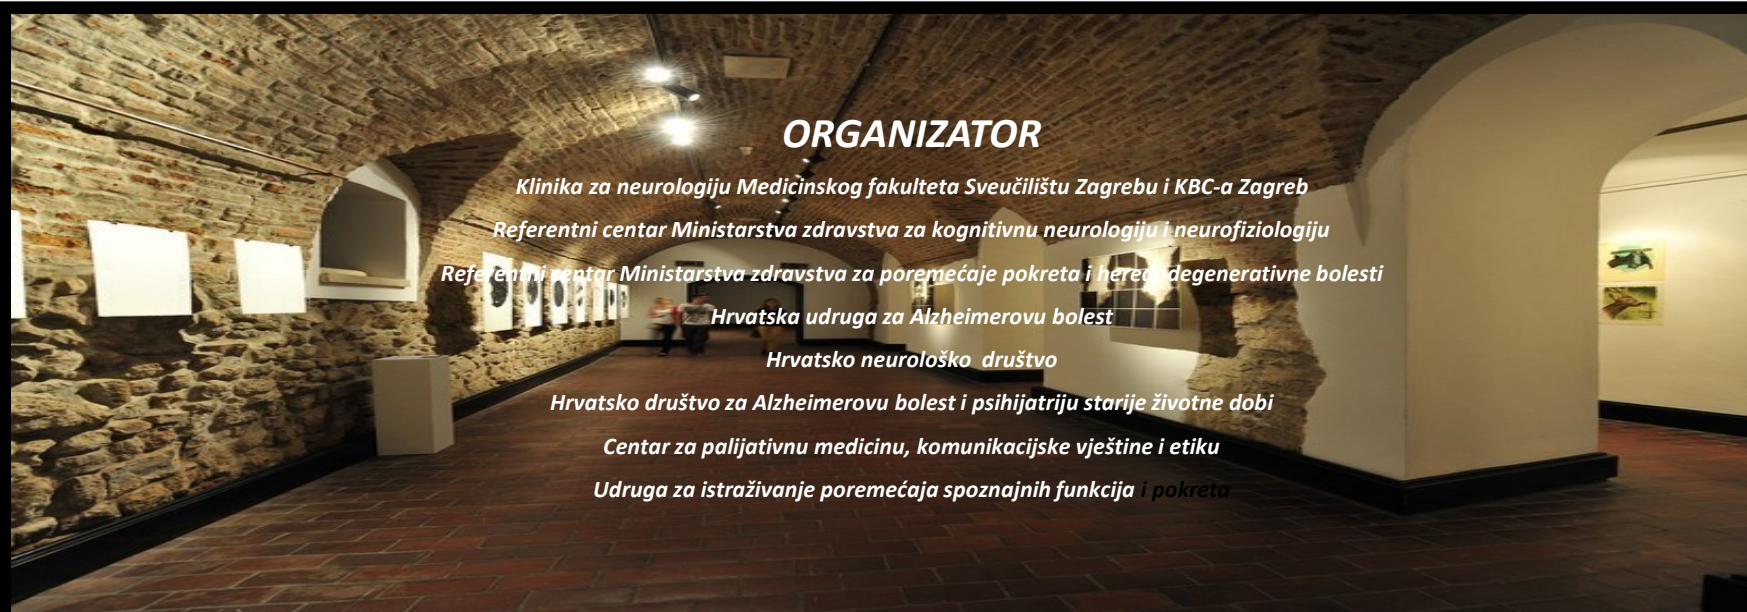 ORGANIZATOR
Klinika za neurologiju Medicinskog fakulteta Sveučilištu Zagrebu i KBC-a Zagreb
Referentni centar Ministarstva zdravstva za kognitivnu neurologiju i neurofiziologiju
Referentni centar Ministarstva zdravstva za poremećaje pokreta i heredodegenerativne bolesti
Hrvatska udruga za Alzheimerovu bolest
Hrvatsko neurološko  društvo
Hrvatsko društvo za Alzheimerovu bolest i psihijatriju starije životne dobi
Centar za palijativnu medicinu, komunikacijske vještine i etiku
Udruga za istraživanje poremećaja spoznajnih funkcija i pokreta